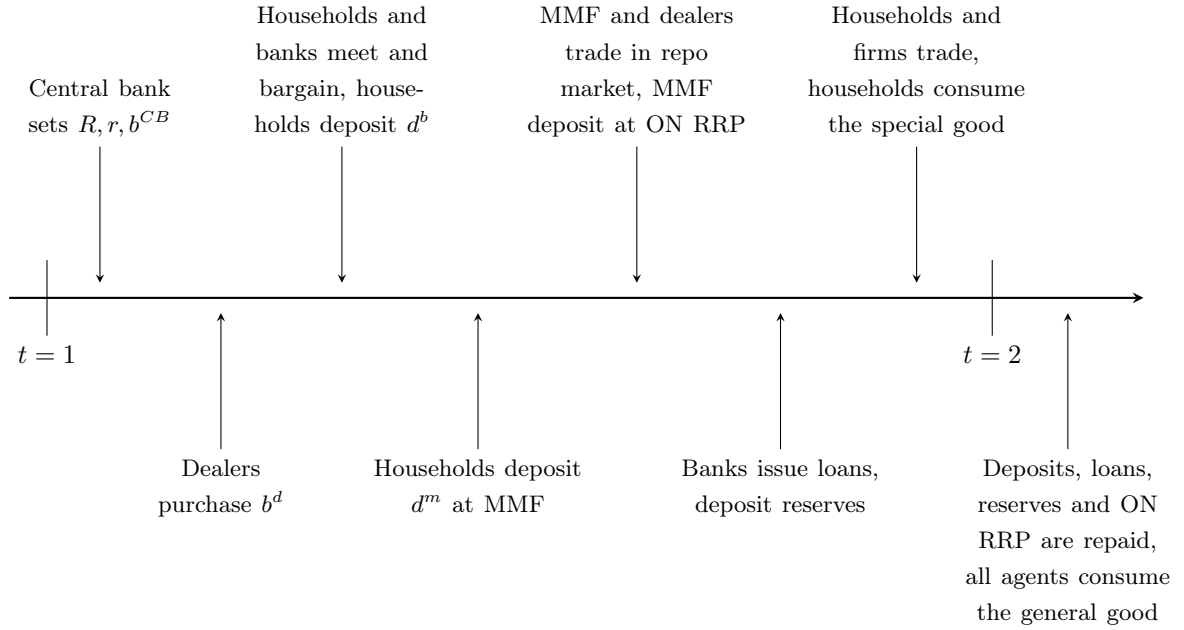 Households and
banks meet and
bargain, house-
holds deposit d^b
MMF and dealers
trade in repo
market, MMF
deposit at ON RRP
Households and
firms trade,
households consume
the special good
Central bank
sets R, r, b^{CB}
t = 1
t = 2
Dealers
purchase b^d
Households deposit
d^m at MMF
Banks issue loans,
deposit reserves
Deposits, loans,
reserves and ON
RRP are repaid,
all agents consume
the general good